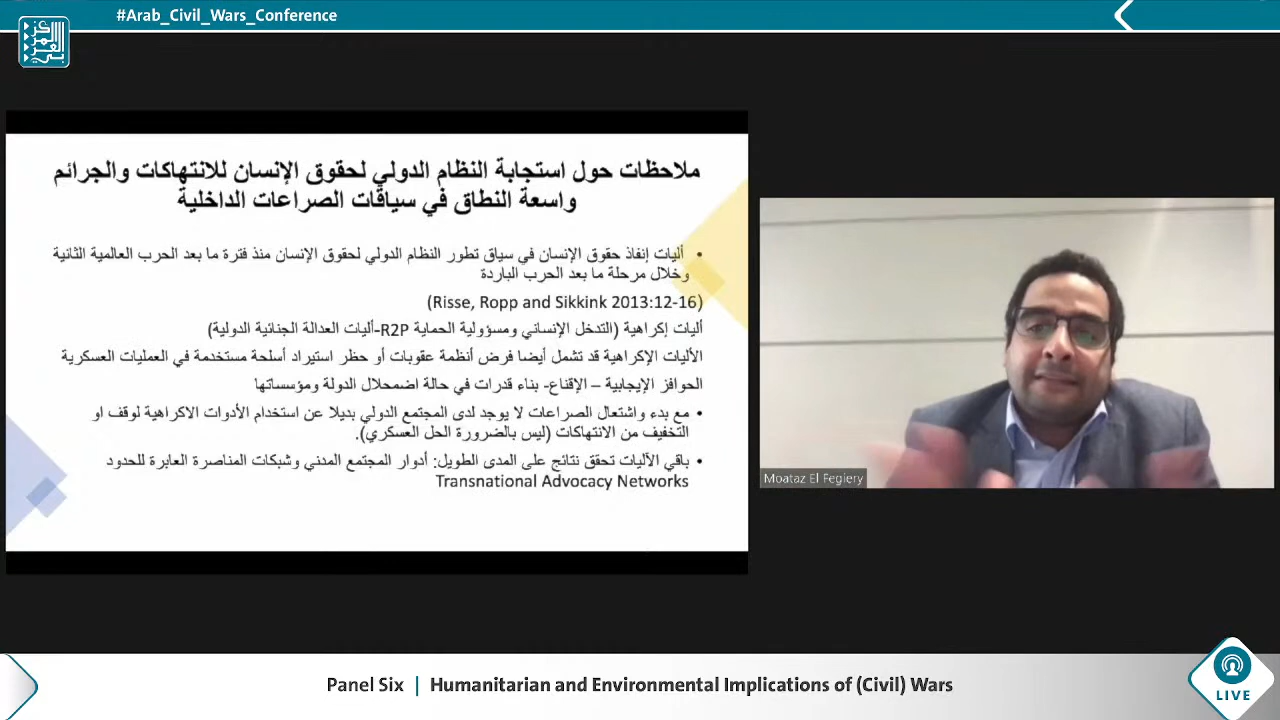 #Arab_Civil_Wars_Conference
ملاحظات حول استجابة النظام الدولي لحقوق الإنسان للانتهاكات والجرائم
واسعة النطاق في سياقات الصراعات الداخلية
• أليات إنفاذ حقوق الإنسان في سياق تطور النظام الدولي لحقوق الإنسان منذ فترة ما بعد الحرب العالمية الثانية
وخلال مرحلة ما بعد الحرب الباردة
(Risse, Ropp and Sikkink 2013:12-16)
أليات إكراهية (التدخل الإنساني ومسؤولية الحماية R2P-أليات العدالة الجنائية الدولية)
الأليات الإكراهية قد تشمل أيضا فرض أنظمة عقوبات أو حظر استيراد أسلحة مستخدمة في العمليات العسكرية
الحوافز الإيجابية – الإقناع- بناء قدرات في حالة اضمحلال الدولة ومؤسساتها
• مع بدء واشتعال الصراعات لا يوجد لدى المجتمع الدولي بديلا عن استخدام الأدوات الاكراهية لوقف او
التخفيف من الانتهاكات (ليس بالضرورة الحل العسكري).
• باقي الآليات تحقق نتائج على المدى الطويل: أدوار المجتمع المدني وشبكات المناصرة العابرة للحدود
Transnational Advocacy Networks
Moataz El Fegiery
Panel Six | Humanitarian and Environmental Implications of (Civil) Wars
LIVE